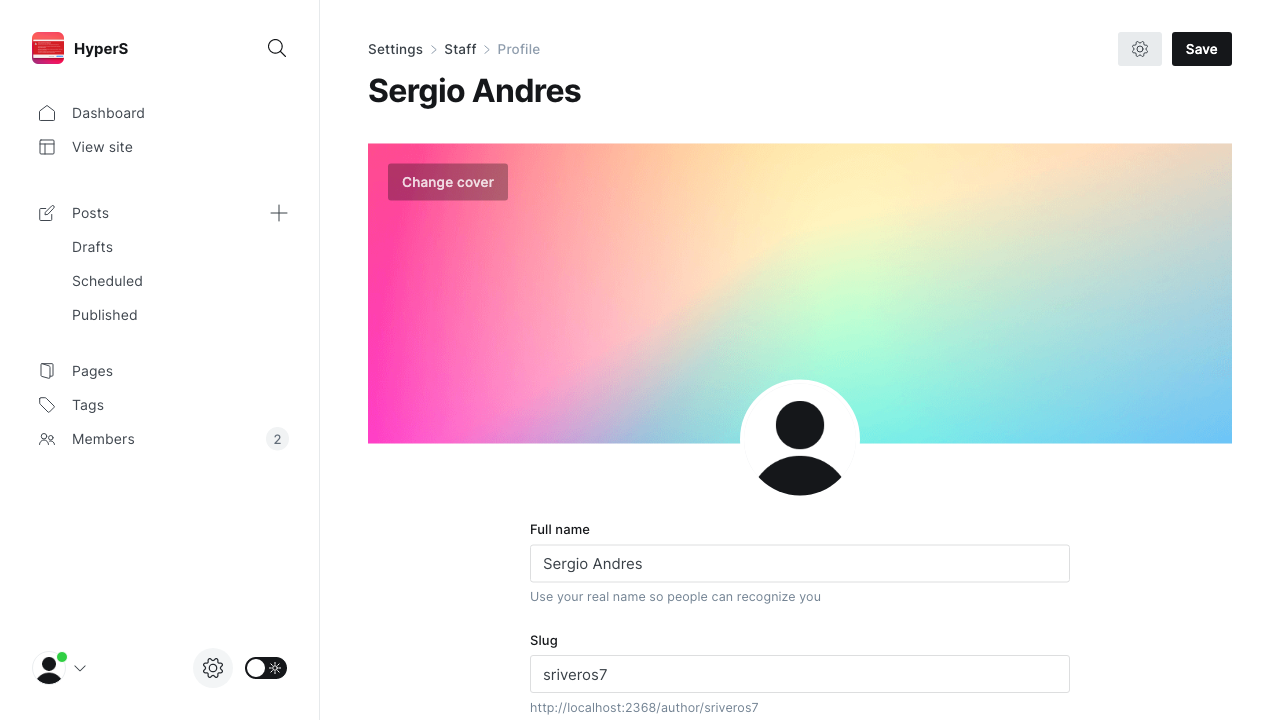 HyperS
Dashboard
View site
Posts
Drafts
Scheduled
Published
Pages
Tags
Members
2
Settings
Staff
Profile
Save
Sergio Andres
Change cover
Full name
Sergio Andres
Use your real name so people can recognize you
Slug
sriveros7
http://localhost:2368/author/sriveros7